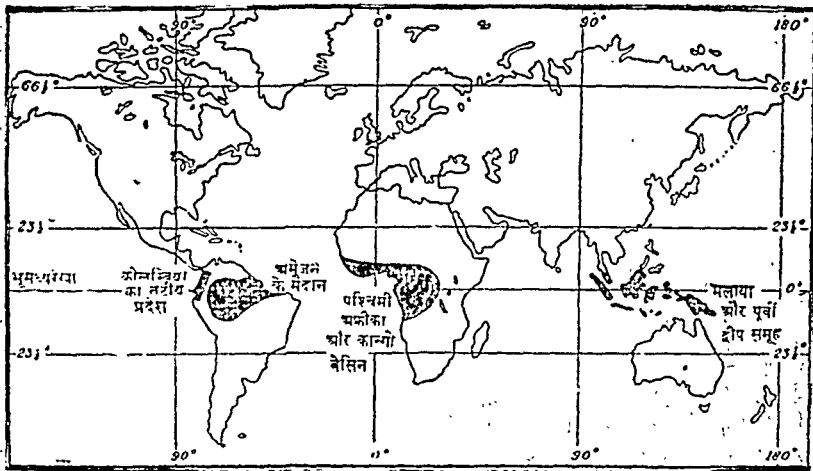 90° 0° 90° 180°
66½° 66½°
23½° 23½°
भूमध्यरेखा
कोलम्बिया
का तटीय
प्रदेश
अमेज़न
के मैदान
पश्चिमी
अफ्रीका
और कान्गो
बेसिन
0°
मलाया
और पूर्वी
द्वीप समूह
23½° 23½°
90° 0° 90° 180°